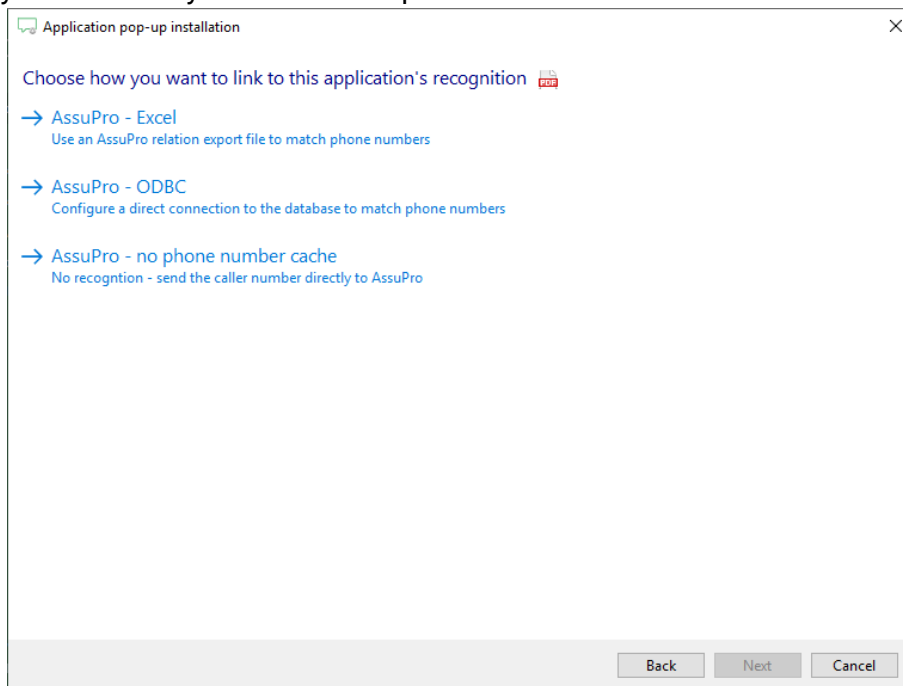 Application pop-up installation
Choose how you want to link to this application's recognition PDF
AssuPro - Excel
Use an AssuPro relation export file to match phone numbers
AssuPro - ODBC
Configure a direct connection to the database to match phone numbers
AssuPro - no phone number cache
No recogntion - send the caller number directly to AssuPro
Back Next Cancel